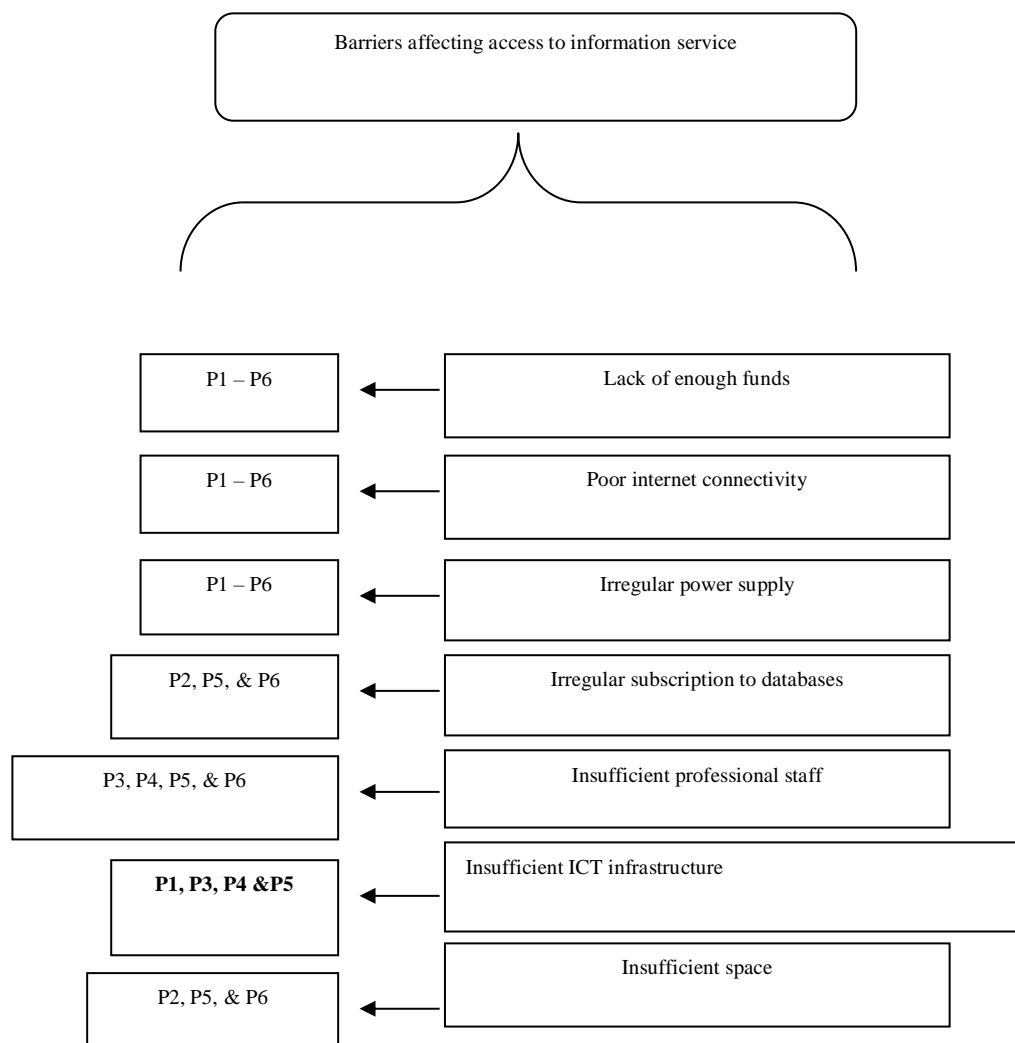 Barriers affecting access to information service
P1 – P6
Lack of enough funds
P1 – P6
Poor internet connectivity
P1 – P6
Irregular power supply
P2, P5, & P6
Irregular subscription to databases
P3, P4, P5, & P6
Insufficient professional staff
P1, P3, P4 &P5
Insufficient ICT infrastructure
P2, P5, & P6
Insufficient space